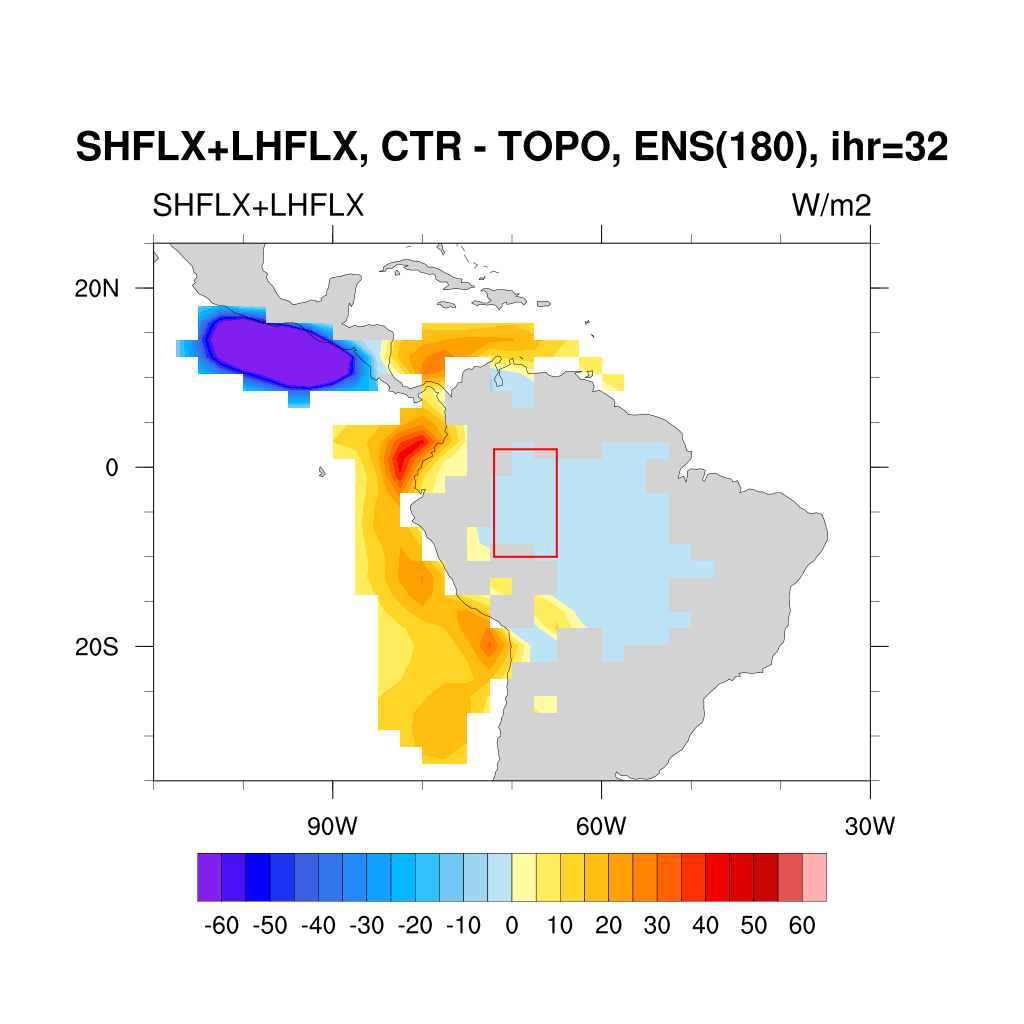 SHFLX+LHFLX, CTR - TOPO, ENS(180), ihr=32
SHFLX+LHFLX W/m2
20N
0
20S
90W 60W 30W
-60 -50 -40 -30 -20 -10 0 10 20 30 40 50 60